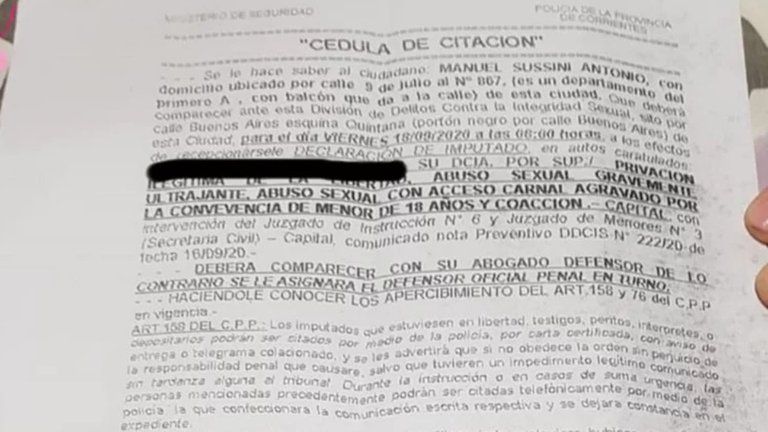 MINISTERIO DE SEGURIDAD
POLICIA DE LA PROVINCIA
DE CORRIENTES
"CEDULA DE CITACION"
- - - Se le hace saber al ciudadano: MANUEL SUSSINI ANTONIO, con
domicilio ubicado por calle 9 de julio al Nº 867, (es un departamento del
primero A , con balcón que da a la calle) de esta ciudad, Que deberá
comparecer ante esta División de Delitos Contra la Integridad Sexual, sito por
calle Buenos Aires esquina Quintana (portón negro por calle Buenos Aires) de
esta Ciudad, para el día VIERNES 18/09/2020 a las 08:00 horas, a los efectos
de recepcionársele DECLARACIÓN DE IMPUTADO, en autos caratulados:
SU DCIA, POR SUP./ PRIVACION
ILEGITIMA DE LA LIBERTAD, ABUSO SEXUAL GRAVEMENTE
ULTRAJANTE, ABUSO SEXUAL CON ACCESO CARNAL AGRAVADO POR
LA CONVEVENCIA DE MENOR DE 18 AÑOS Y COACCION.- CAPITAL, con
intervención del Juzgado de Instrucción N° 6 y Juzgado de Menores N° 3
(Secretaria Civil) – Capital, comunicado nota Preventivo DDCIS N° 222/20 de
fecha 16/09/20.-
- - - DEBERA COMPARECER CON SU ABOGADO DEFENSOR DE LO
CONTRARIO SE LE ASIGNARA EL DEFENSOR OFICIAL PENAL EN TURNO.
- - - HACIENDOLE CONOCER LOS APERCIBIMIENTO DEL ART.158 y 76 del C.P.P
en vigencia.-
ART.158 DEL C.P.P.: Los imputados que estuviesen en libertad, testigos, peritos, interpretes, o
depositarios podrán ser citados por medio de la policía, por carta certificada, con aviso de
entrega o telegrama colacionado, y se les advertirá que si no obedece la orden sin perjuicio de
la responsabilidad penal que causare, salvo que tuvieren un impedimento legitimo comunicado
sin tardanza alguna al tribunal. Durante la instrucción o en casos de suma urgencia, las
personas mencionadas precedentemente podrán ser citadas telefónicamente por medio de la
policía la que confeccionara la comunicación escrita respectiva y se dejara constancia en el
expediente.